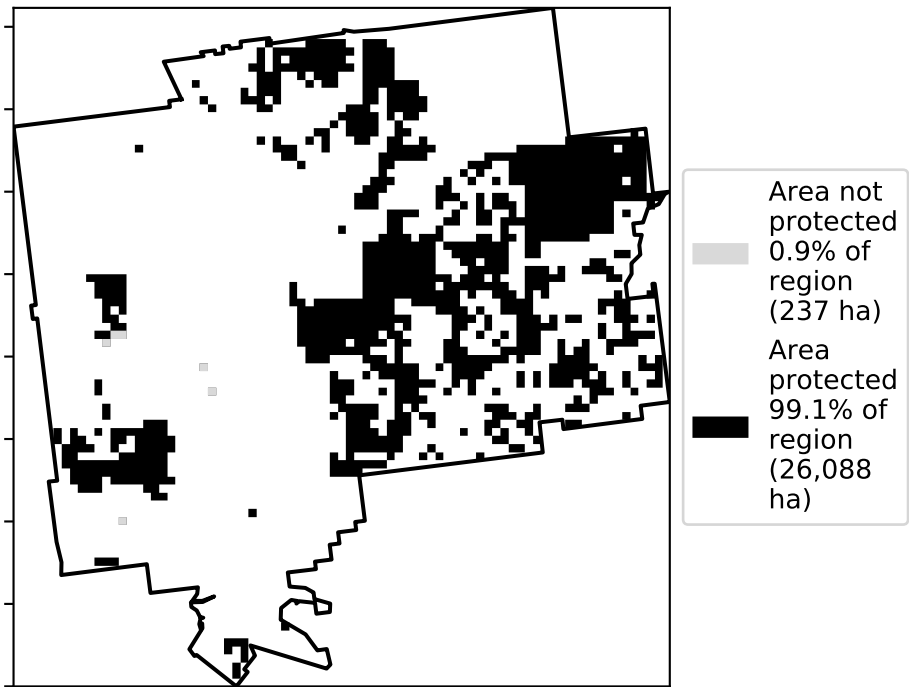 Area not
protected
0.9% of
region
(237 ha)
Area
protected
99.1% of
region
(26,088
ha)